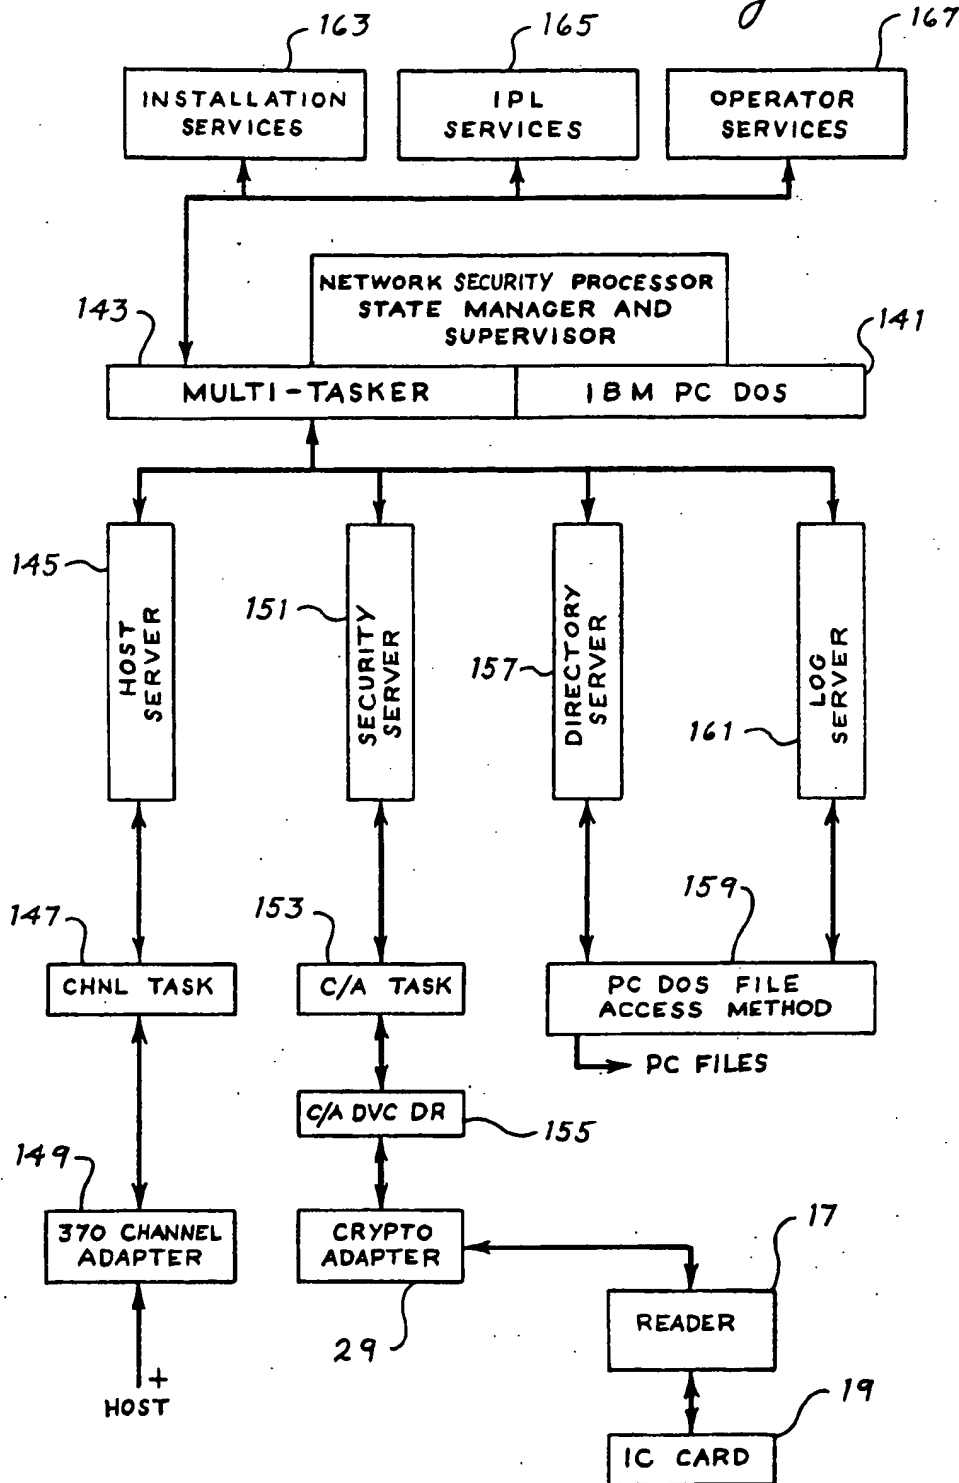 163
165
167
INSTALLATION
SERVICES
IPL
SERVICES
OPERATOR
SERVICES
NETWORK SECURITY PROCESSOR
STATE MANAGER AND
SUPERVISOR
143
141
MULTI-TASKER
IBM PC DOS
145
HOST
SERVER
151
SECURITY
SERVER
157
DIRECTORY
SERVER
161
LOG
SERVER
147
CHNL TASK
153
C/A TASK
159
PC DOS FILE
ACCESS METHOD
PC FILES
C/A DVC DR
155
149
370 CHANNEL
ADAPTER
CRYPTO
ADAPTER
29
17
READER
+
HOST
19
IC CARD